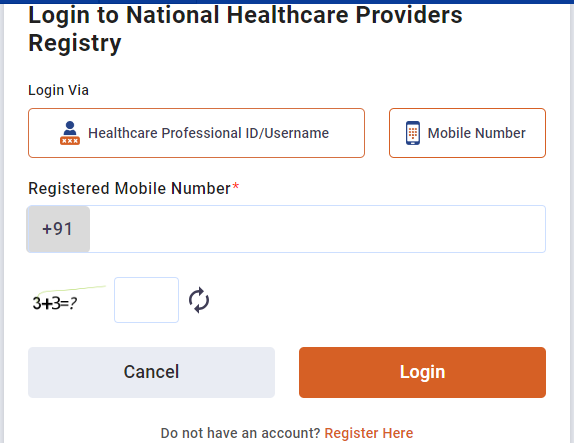 Login to National Healthcare Providers
Registry
Login Via
Healthcare Professional ID/Username
Mobile Number
Registered Mobile Number*
+91
3+3=?
Cancel
Login
Do not have an account? Register Here